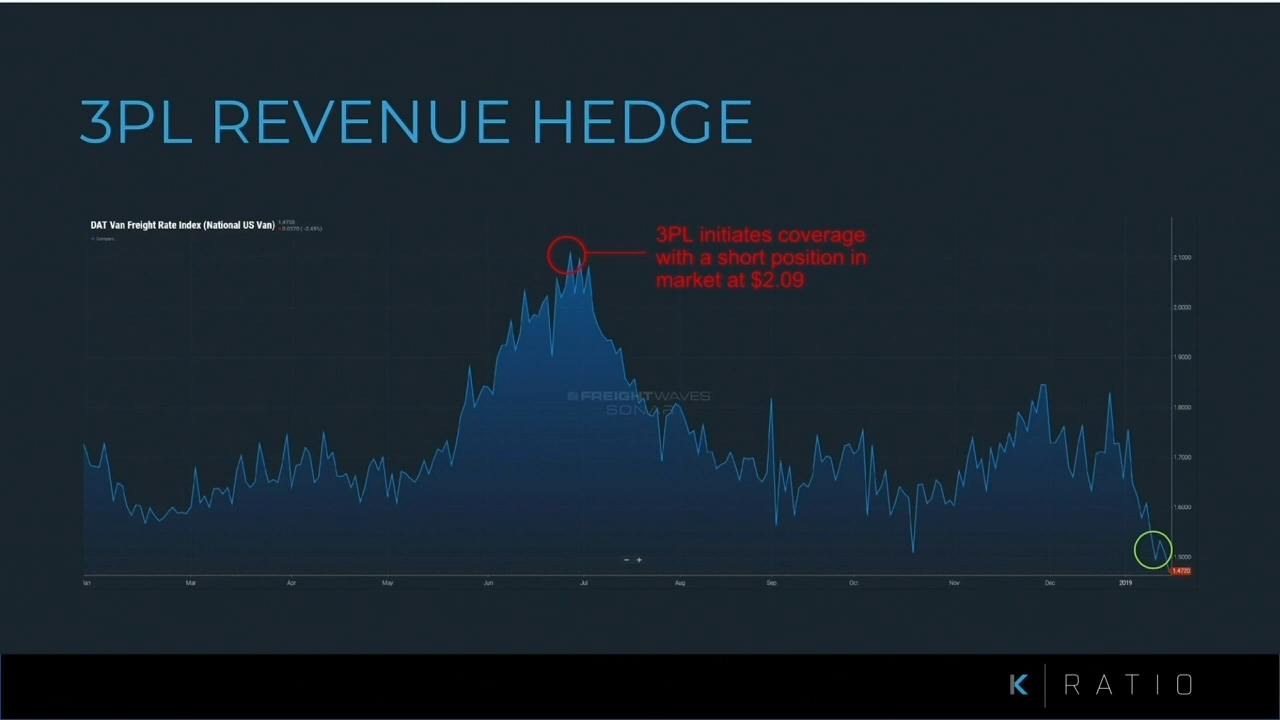 3PL REVENUE HEDGE
DAT Van Freight Rate Index (National US Van)
1.4720
3PL initiates coverage
with a short position in
market at $2.09
2.1000
2.0000
1.9000
1.8000
1.7000
1.6000
1.5000
1.4720
FREIGHTWAVES
SONAR
− +
Mar
Apr
May
Jun
Jul
Aug
Sep
Oct
Nov
Dec
2019
K RATIO